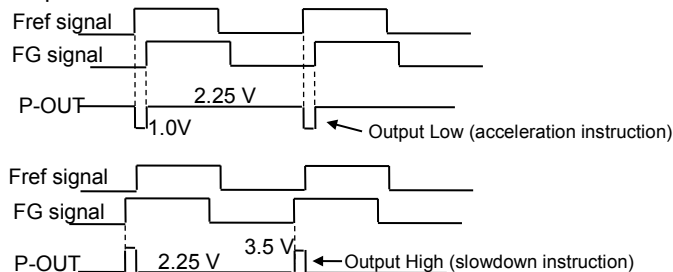 Fref signal
FG signal
2.25 V
P-OUT
1.0V
Output Low (acceleration instruction)
Fref signal
FG signal
3.5 V
P-OUT
2.25 V
Output High (slowdown instruction)